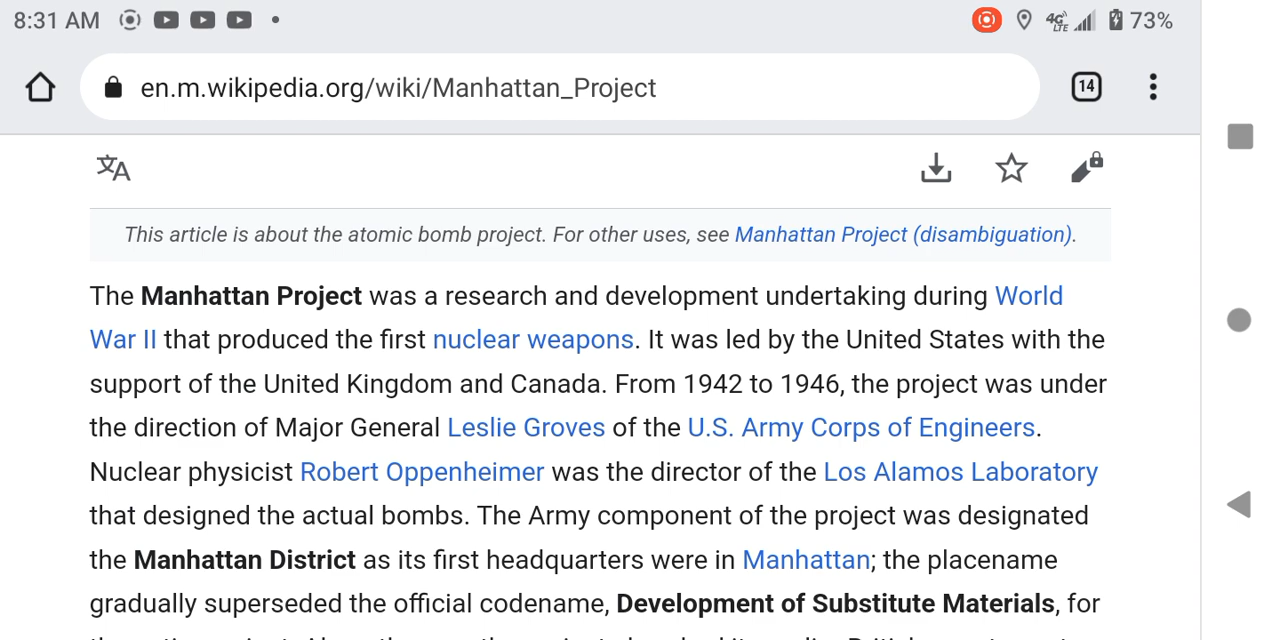 8:31 AM
4G LTE 73%
en.m.wikipedia.org/wiki/Manhattan_Project
14
文A
This article is about the atomic bomb project. For other uses, see Manhattan Project (disambiguation).
The Manhattan Project was a research and development undertaking during World
War II that produced the first nuclear weapons. It was led by the United States with the
support of the United Kingdom and Canada. From 1942 to 1946, the project was under
the direction of Major General Leslie Groves of the U.S. Army Corps of Engineers.
Nuclear physicist Robert Oppenheimer was the director of the Los Alamos Laboratory
that designed the actual bombs. The Army component of the project was designated
the Manhattan District as its first headquarters were in Manhattan; the placename
gradually superseded the official codename, Development of Substitute Materials, for